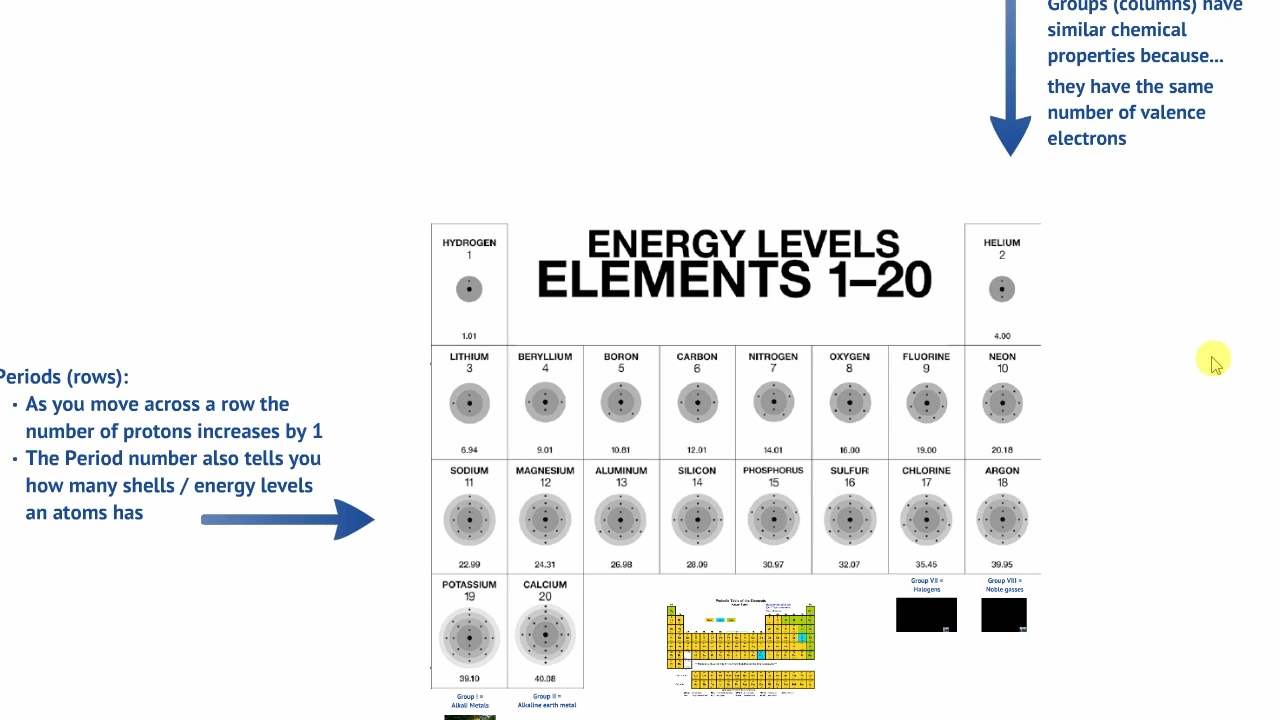 Groups (columns) have
similar chemical
properties because...
they have the same
number of valence
electrons
ENERGY LEVELS
ELEMENTS 1–20
HYDROGEN
1
1.01
HELIUM
2
4.00
Periods (rows):
• As you move across a row the
number of protons increases by 1
• The Period number also tells you
how many shells / energy levels
an atoms has
LITHIUM
3
6.94
BERYLLIUM
4
9.01
BORON
5
10.81
CARBON
6
12.01
NITROGEN
7
14.01
OXYGEN
8
16.00
FLUORINE
9
19.00
NEON
10
20.18
SODIUM
11
22.99
MAGNESIUM
12
24.31
ALUMINUM
13
26.98
SILICON
14
28.09
PHOSPHORUS
15
30.97
SULFUR
16
32.07
CHLORINE
17
35.45
ARGON
18
39.95
POTASSIUM
19
39.10
CALCIUM
20
40.08
Group VII =
Halogens
Group VIII =
Noble gasses
Periodic Table of the Elements
Group I =
Alkali Metals
Group II =
Alkaline earth metal